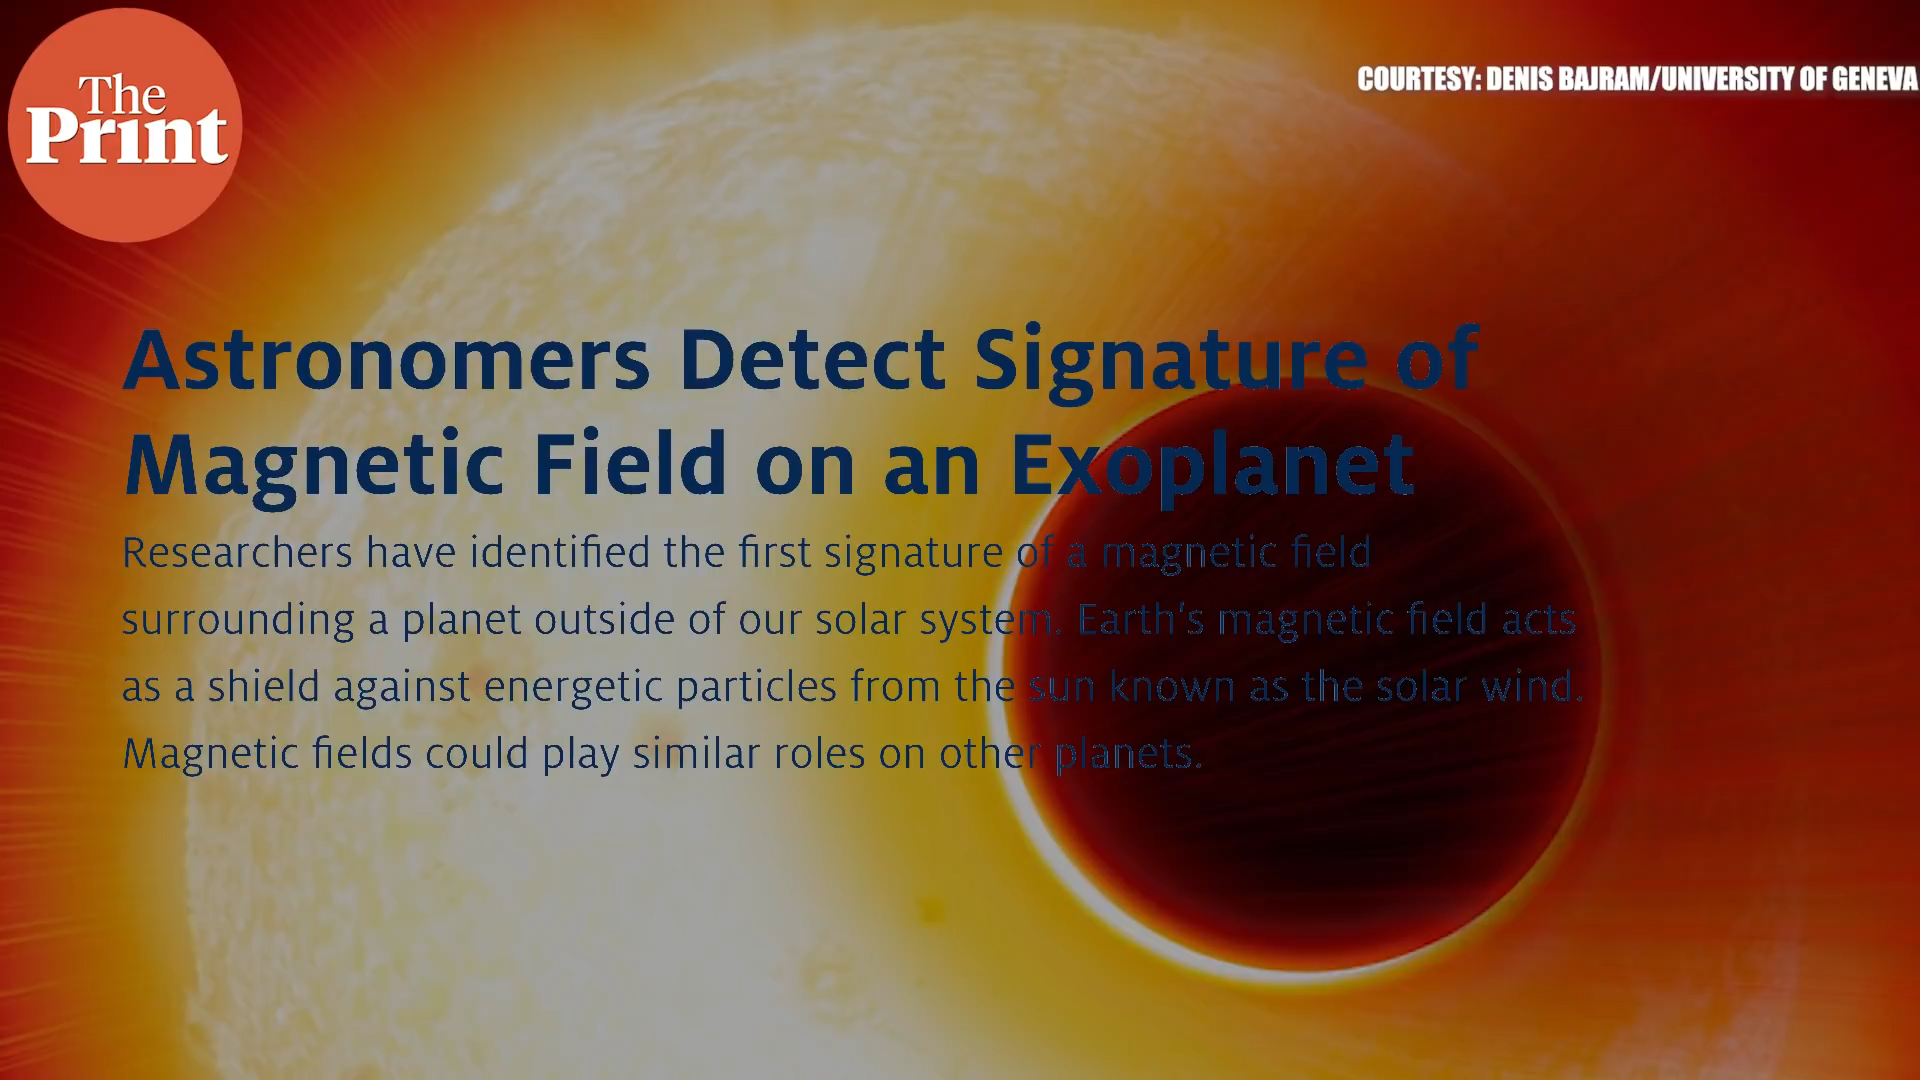 The
Print
COURTESY: DENIS BAJRAM/UNIVERSITY OF GENEVA
Astronomers Detect Signature of
Magnetic Field on an Exoplanet
Researchers have identified the first signature of a magnetic field
surrounding a planet outside of our solar system. Earth's magnetic field acts
as a shield against energetic particles from the sun known as the solar wind.
Magnetic fields could play similar roles on other planets.